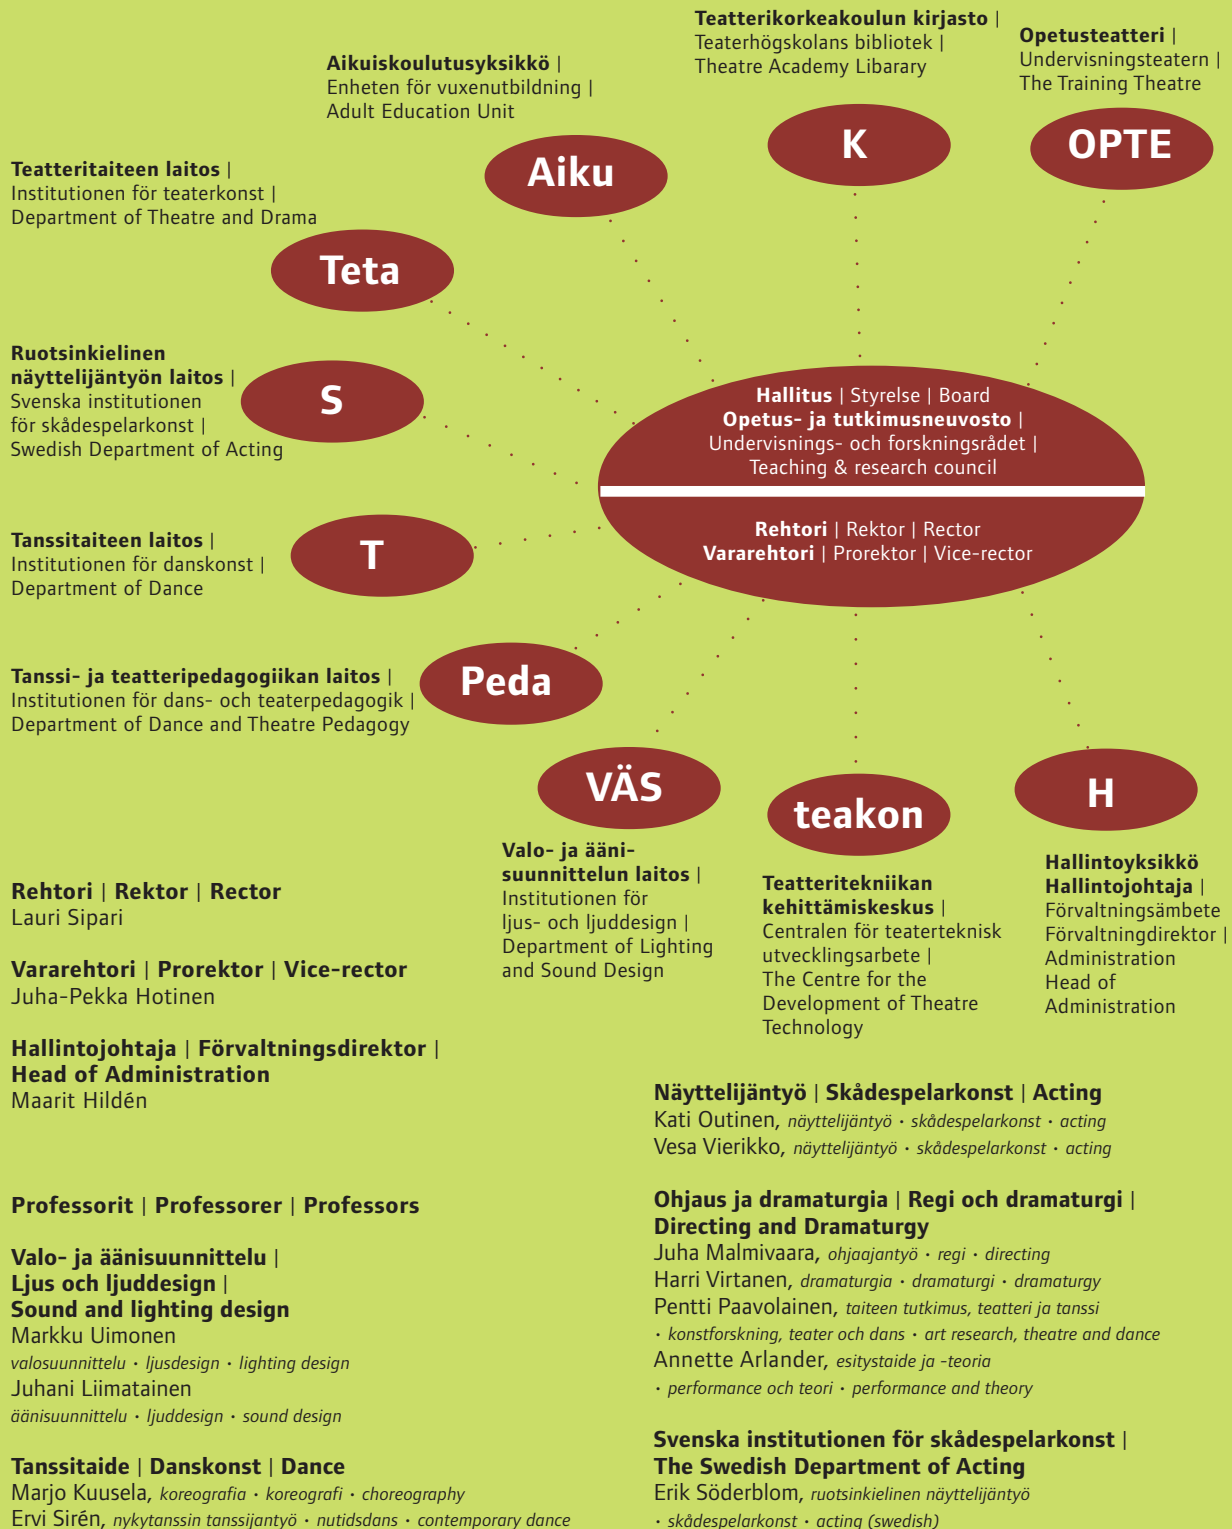 Teatterikorkeakoulun kirjasto |
Teaterhögskolans bibliotek |
Theatre Academy Libarary
Opetusteatteri |
Undervisningsteatern |
The Training Theatre
Aikuiskoulutusyksikkö |
Enheten för vuxenutbildning |
Adult Education Unit
K
OPTE
Aiku
Teatteritaiteen laitos |
Institutionen för teaterkonst |
Department of Theatre and Drama
Teta
Ruotsinkielinen
näyttelijäntyön laitos |
Svenska institutionen
för skådespelarkonst |
Swedish Department of Acting
S
Hallitus | Styrelse | Board
Opetus- ja tutkimusneuvosto |
Undervisnings- och forskningsrådet |
Teaching & research council
Rehtori | Rektor | Rector
Vararehtori | Prorektor | Vice-rector
Tanssitaiteen laitos |
Institutionen för danskonst |
Department of Dance
T
Tanssi- ja teatteripedagogiikan laitos |
Institutionen för dans- och teaterpedagogik |
Department of Dance and Theatre Pedagogy
Peda
VÄS
teakon
H
Valo- ja ääni-
suunnittelun laitos |
Institutionen för
ljus- och ljuddesign |
Department of Lighting
and Sound Design
Teatteritekniikan
kehittämiskeskus |
Centralen för teaterteknisk
utvecklingsarbete |
The Centre for the
Development of Theatre
Technology
Hallintoyksikkö
Hallintojohtaja |
Förvaltningsämbete
Förvaltningdirektor |
Administration
Head of
Administration
Rehtori | Rektor | Rector
Lauri Sipari
Vararehtori | Prorektor | Vice-rector
Juha-Pekka Hotinen
Hallintojohtaja | Förvaltningsdirektor |
Head of Administration
Maarit Hildén
Professorit | Professorer | Professors
Valo- ja äänisuunnittelu |
Ljus och ljuddesign |
Sound and lighting design
Markku Uimonen
valosuunnittelu • ljusdesign • lighting design
Juhani Liimatainen
äänisuunnittelu • ljuddesign • sound design
Tanssitaide | Danskonst | Dance
Marjo Kuusela, koreografia • koreografi • choreography
Ervi Sirén, nykytanssin tanssijantyö • nutidsdans • contemporary dance
Näyttelijäntyö | Skådespelarkonst | Acting
Kati Outinen, näyttelijäntyö • skådespelarkonst • acting
Vesa Vierikko, näyttelijäntyö • skådespelarkonst • acting
Ohjaus ja dramaturgia | Regi och dramaturgi |
Directing and Dramaturgy
Juha Malmivaara, ohjaajantyö • regi • directing
Harri Virtanen, dramaturgia • dramaturgi • dramaturgy
Pentti Paavolainen, taiteen tutkimus, teatteri ja tanssi
• konstforskning, teater och dans • art research, theatre and dance
Annette Arlander, esitystaide ja -teoria
• performance och teori • performance and theory
Svenska institutionen för skådespelarkonst |
The Swedish Department of Acting
Erik Söderblom, ruotsinkielinen näyttelijäntyö
• skådespelarkonst • acting (swedish)